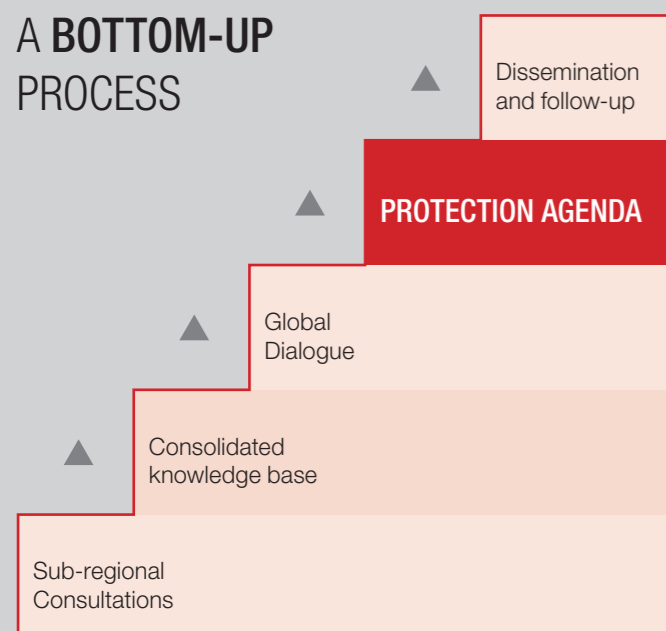 A BOTTOM-UP
PROCESS
Dissemination
and follow-up
PROTECTION AGENDA
Global
Dialogue
Consolidated
knowledge base
Sub-regional
Consultations